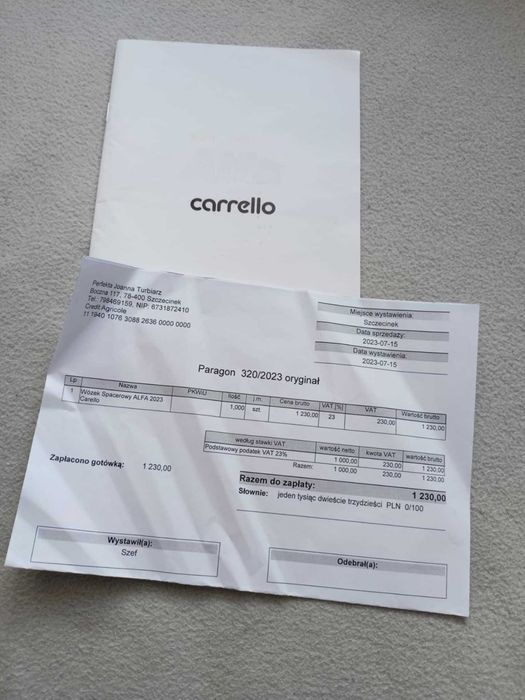 carrello
Perfekta Joanna Turbiarz
Boczna 117, 78-400 Szczecinek
Tel.: 798469159, NIP: 6731872410
Credit Agricole
11 1940 1076 3088 2636 0000 0000
Miejsce wystawienia:
Szczecinek
Data sprzedaży:
2023-07-15
Data wystawienia:
2023-07-15
Paragon 320/2023 oryginał
Lp Nazwa PKWiU Ilość j.m. Cena brutto VAT [%] VAT Wartość brutto
1 Wózek Spacerowy ALFA 2023 1,000 szt. 1 230,00 23 230,00 1 230,00
Carello
według stawki VAT wartość netto kwota VAT wartość brutto
Podstawowy podatek VAT 23% 1 000,00 230,00 1 230,00
Razem: 1 000,00 230,00 1 230,00
Zapłacono gotówką: 1 230,00
Razem do zapłaty: 1 230,00
Słownie: jeden tysiąc dwieście trzydzieści PLN 0/100
Wystawił(a):
Szef
Odebrał(a):